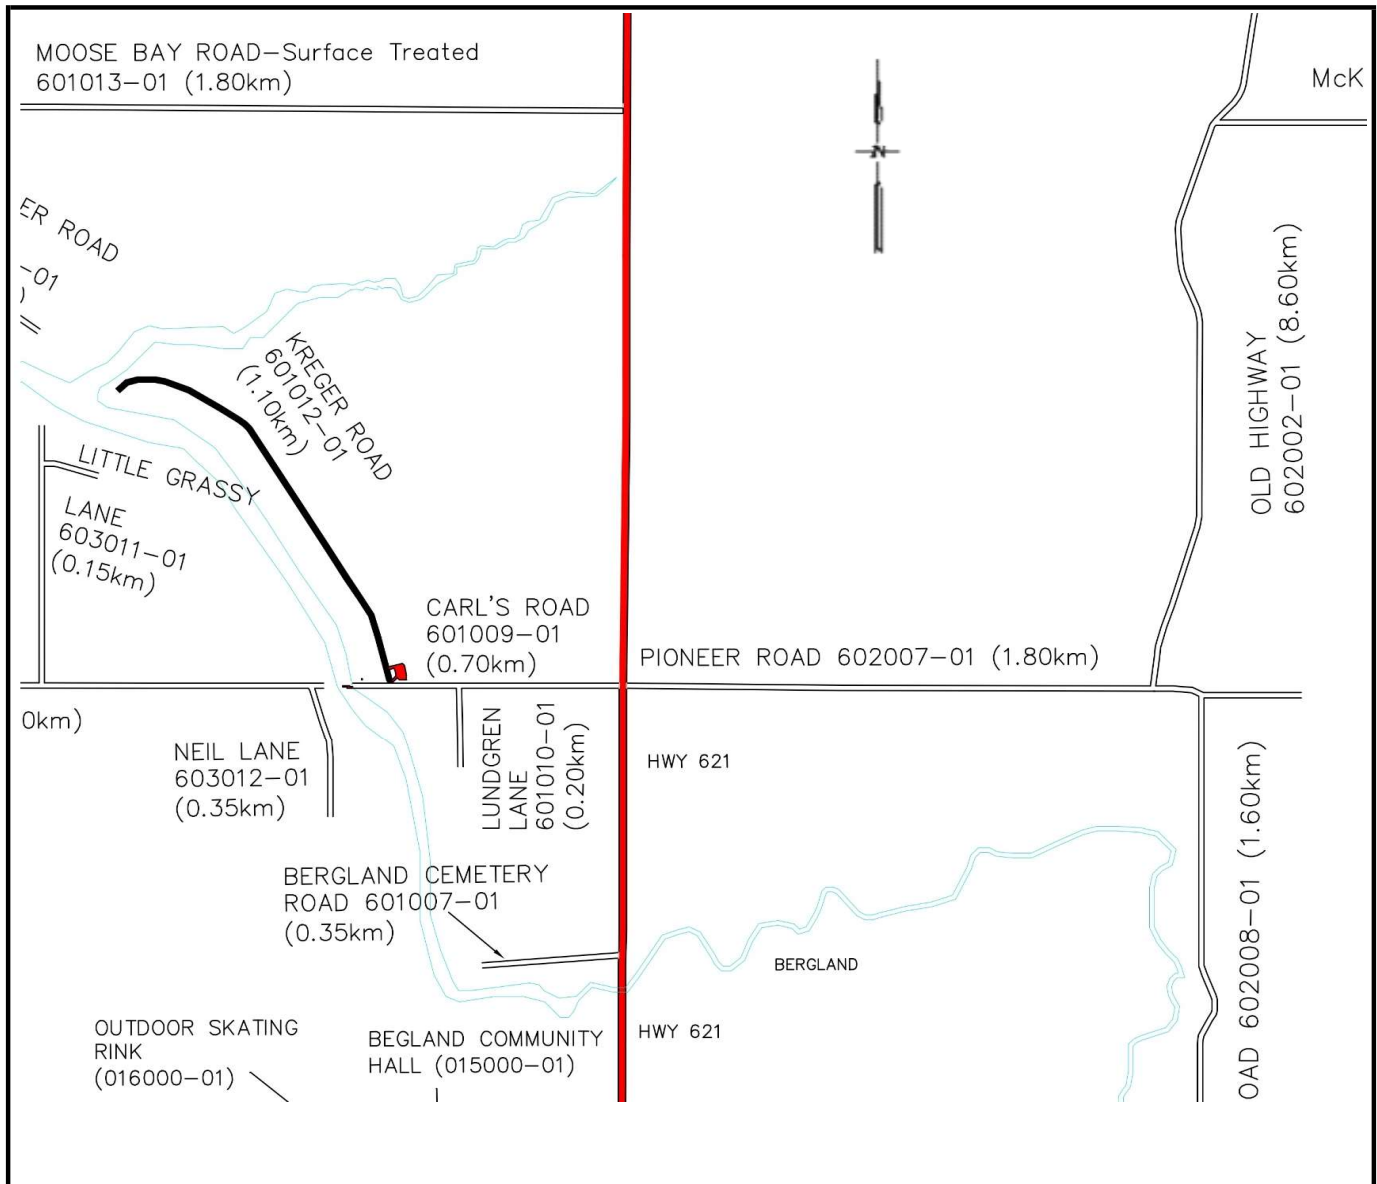 MOOSE BAY ROAD-Surface Treated
601013-01 (1.80km)
McK
N
ER ROAD
-01
)
KREGER ROAD
601012-01
(1.10km)
OLD HIGHWAY
602002-01 (8.60km)
LITTLE GRASSY
LANE
603011-01
(0.15km)
CARL'S ROAD
601009-01
(0.70km)
PIONEER ROAD 602007-01 (1.80km)
0km)
NEIL LANE
603012-01
(0.35km)
LUNDGREN
LANE
601010-01
(0.20km)
HWY 621
BERGLAND CEMETERY
ROAD 601007-01
(0.35km)
BERGLAND
OAD 602008-01 (1.60km)
OUTDOOR SKATING
RINK
(016000-01)
BEGLAND COMMUNITY
HALL (015000-01)
HWY 621